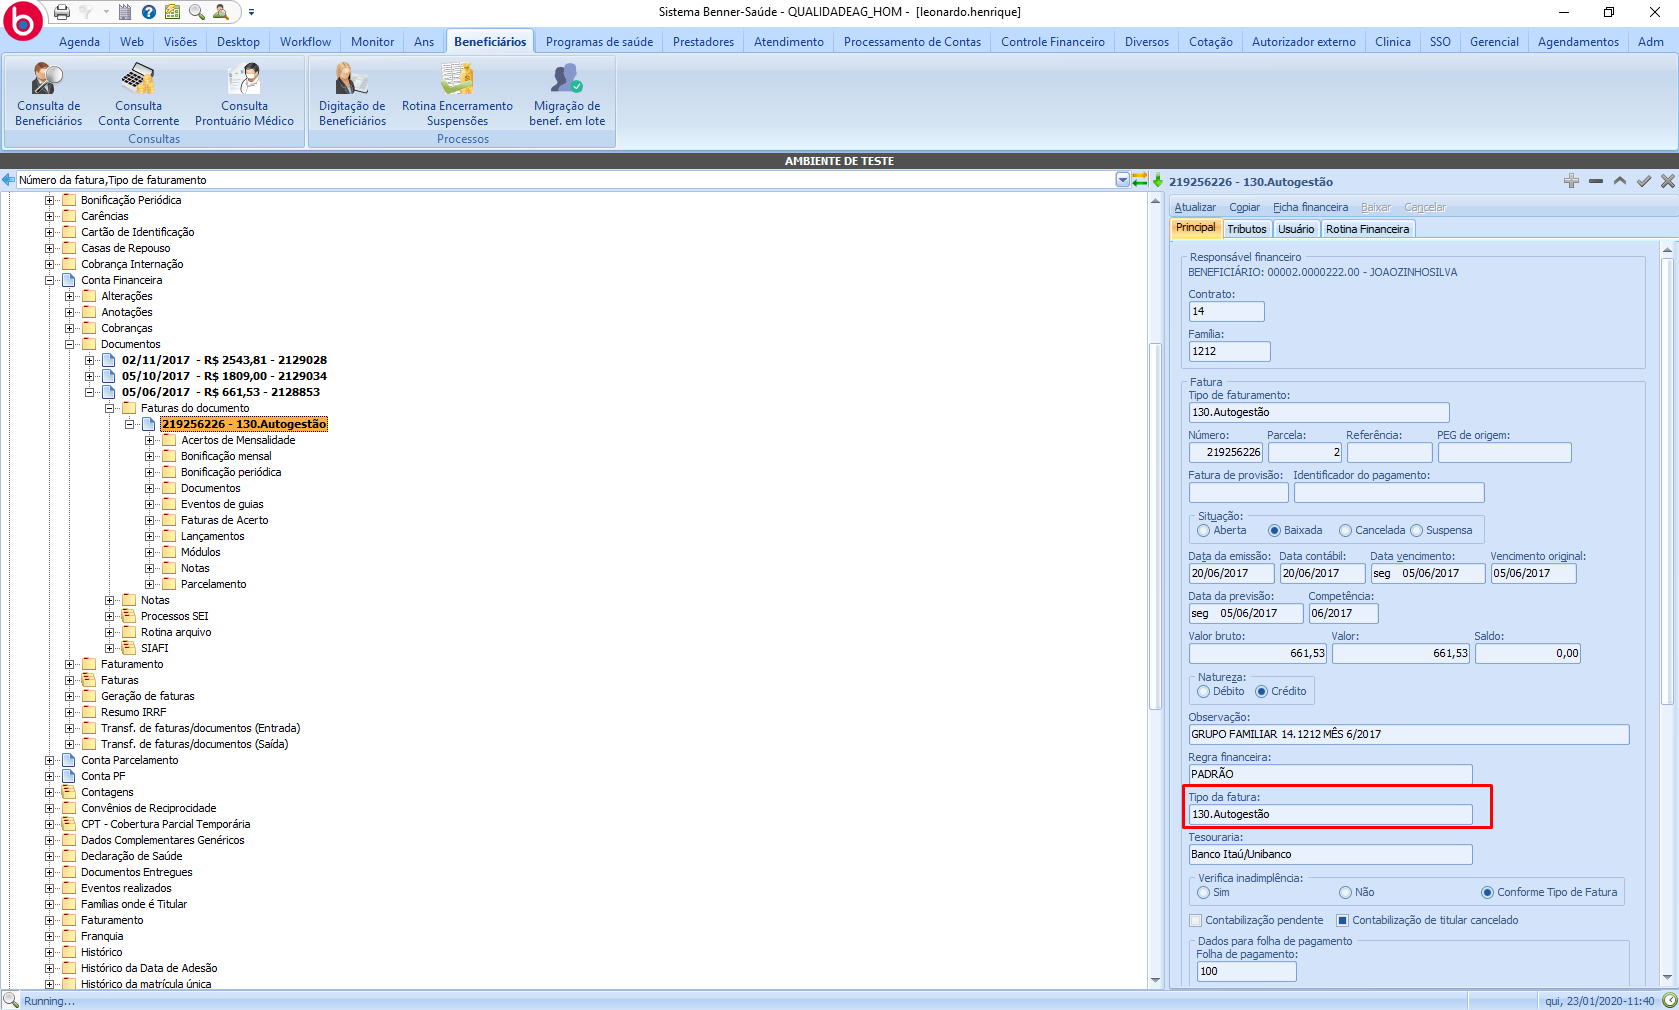 Sistema Benner-Saúde - QUALIDADEAG_HOM - [leonardo.henrique]
b
Agenda Web Visões Desktop Workflow Monitor Ans Beneficiários Programas de saúde Prestadores Atendimento Processamento de Contas Controle Financeiro Diversos Cotação Autorizador externo Clinica SSO Gerencial Agendamentos Adm
Consulta de Beneficiários
Consulta Conta Corrente
Consulta Prontuário Médico
Consultas
Digitação de Beneficiários
Rotina Encerramento Suspensões
Migração de benef. em lote
Processos
AMBIENTE DE TESTE
Número da fatura,Tipo de faturamento
Bonificação Periódica
Carências
Cartão de Identificação
Casas de Repouso
Cobrança Internação
Conta Financeira
Alterações
Anotações
Cobranças
Documentos
02/11/2017 - R$ 2543,81 - 2129028
05/10/2017 - R$ 1809,00 - 2129034
05/06/2017 - R$ 661,53 - 2128853
Faturas do documento
219256226 - 130.Autogestão
Acertos de Mensalidade
Bonificação mensal
Bonificação periódica
Documentos
Eventos de guias
Faturas de Acerto
Lançamentos
Módulos
Notas
Parcelamento
Notas
Processos SEI
Rotina arquivo
SIAFI
Faturamento
Faturas
Geração de faturas
Resumo IRRF
Transf. de faturas/documentos (Entrada)
Transf. de faturas/documentos (Saída)
Conta Parcelamento
Conta PF
Contagens
Convênios de Reciprocidade
CPT - Cobertura Parcial Temporária
Dados Complementares Genéricos
Declaração de Saúde
Documentos Entregues
Eventos realizados
Famílias onde é Titular
Faturamento
Franquia
Histórico
Histórico da Data de Adesão
Histórico da matrícula única
219256226 - 130.Autogestão
Atualizar Copiar Ficha financeira Baixar Cancelar
Principal Tributos Usuário Rotina Financeira
Responsável financeiro
BENEFICIÁRIO: 00002.0000222.00 - JOAOZINHOSILVA
Contrato:
14
Família:
1212
Fatura
Tipo de faturamento:
130.Autogestão
Número: Parcela: Referência: PEG de origem:
219256226 2
Fatura de provisão: Identificador do pagamento:
Situação:
Aberta Baixada Cancelada Suspensa
Data da emissão: Data contábil: Data vencimento: Vencimento original:
20/06/2017 20/06/2017 seg 05/06/2017 05/06/2017
Data da previsão: Competência:
seg 05/06/2017 06/2017
Valor bruto: Valor: Saldo:
661,53 661,53 0,00
Natureza:
Débito Crédito
Observação:
GRUPO FAMILIAR 14.1212 MÊS 6/2017
Regra financeira:
PADRÃO
Tipo da fatura:
130.Autogestão
Tesouraria:
Banco Itaú/Unibanco
Verifica inadimplência:
Sim Não Conforme Tipo de Fatura
Contabilização pendente Contabilização de titular cancelado
Dados para folha de pagamento
Folha de pagamento:
100
Running...
qui, 23/01/2020-11:40